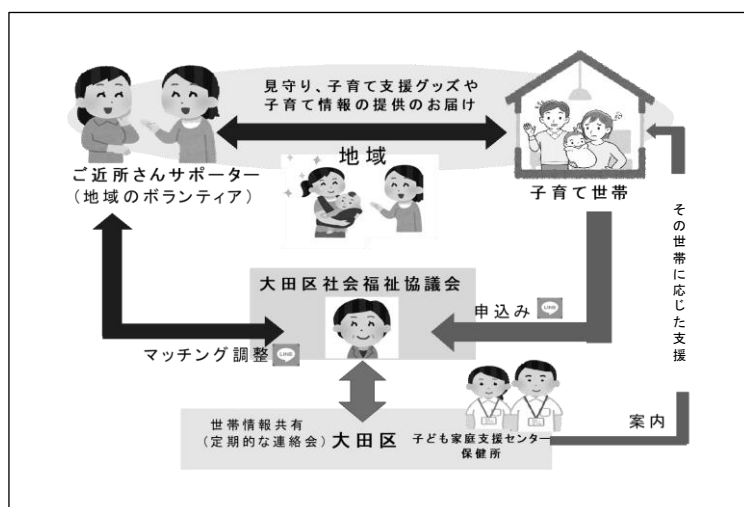 見守り、子育て支援グッズや
子育て情報の提供のお届け
地域
ご近所さんサポーター
(地域のボランティア)
子育て世帯
その世帯に応じた支援
大田区社会福祉協議会
申込み
LINE
マッチング調整
LINE
世帯情報共有
(定期的な連絡会)
大田区
子ども家庭支援センター
保健所
案内